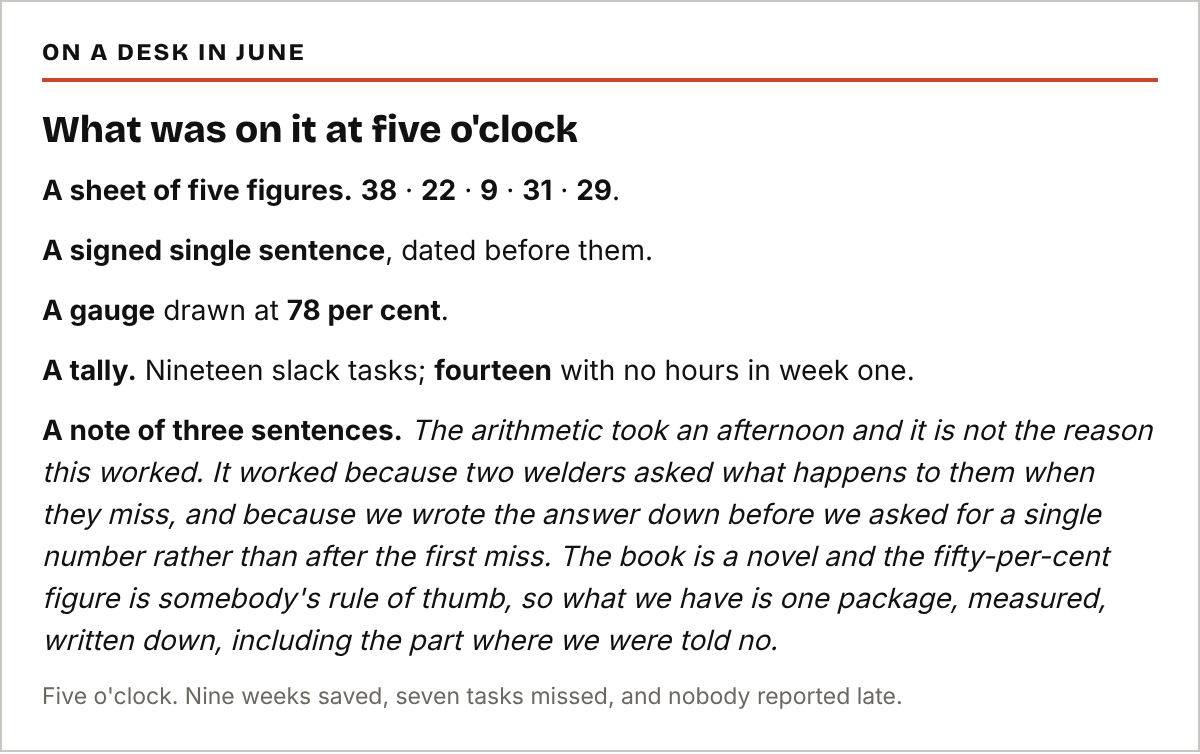 ON A DESK IN JUNE
What was on it at five o'clock
A sheet of five figures. 38 · 22 · 9 · 31 · 29.
A signed single sentence, dated before them.
A gauge drawn at 78 per cent.
A tally. Nineteen slack tasks; fourteen with no hours in week one.
A note of three sentences. The arithmetic took an afternoon and it is not the reason
this worked. It worked because two welders asked what happens to them when
they miss, and because we wrote the answer down before we asked for a single
number rather than after the first miss. The book is a novel and the fifty-per-cent
figure is somebody's rule of thumb, so what we have is one package, measured,
written down, including the part where we were told no.
Five o'clock. Nine weeks saved, seven tasks missed, and nobody reported late.